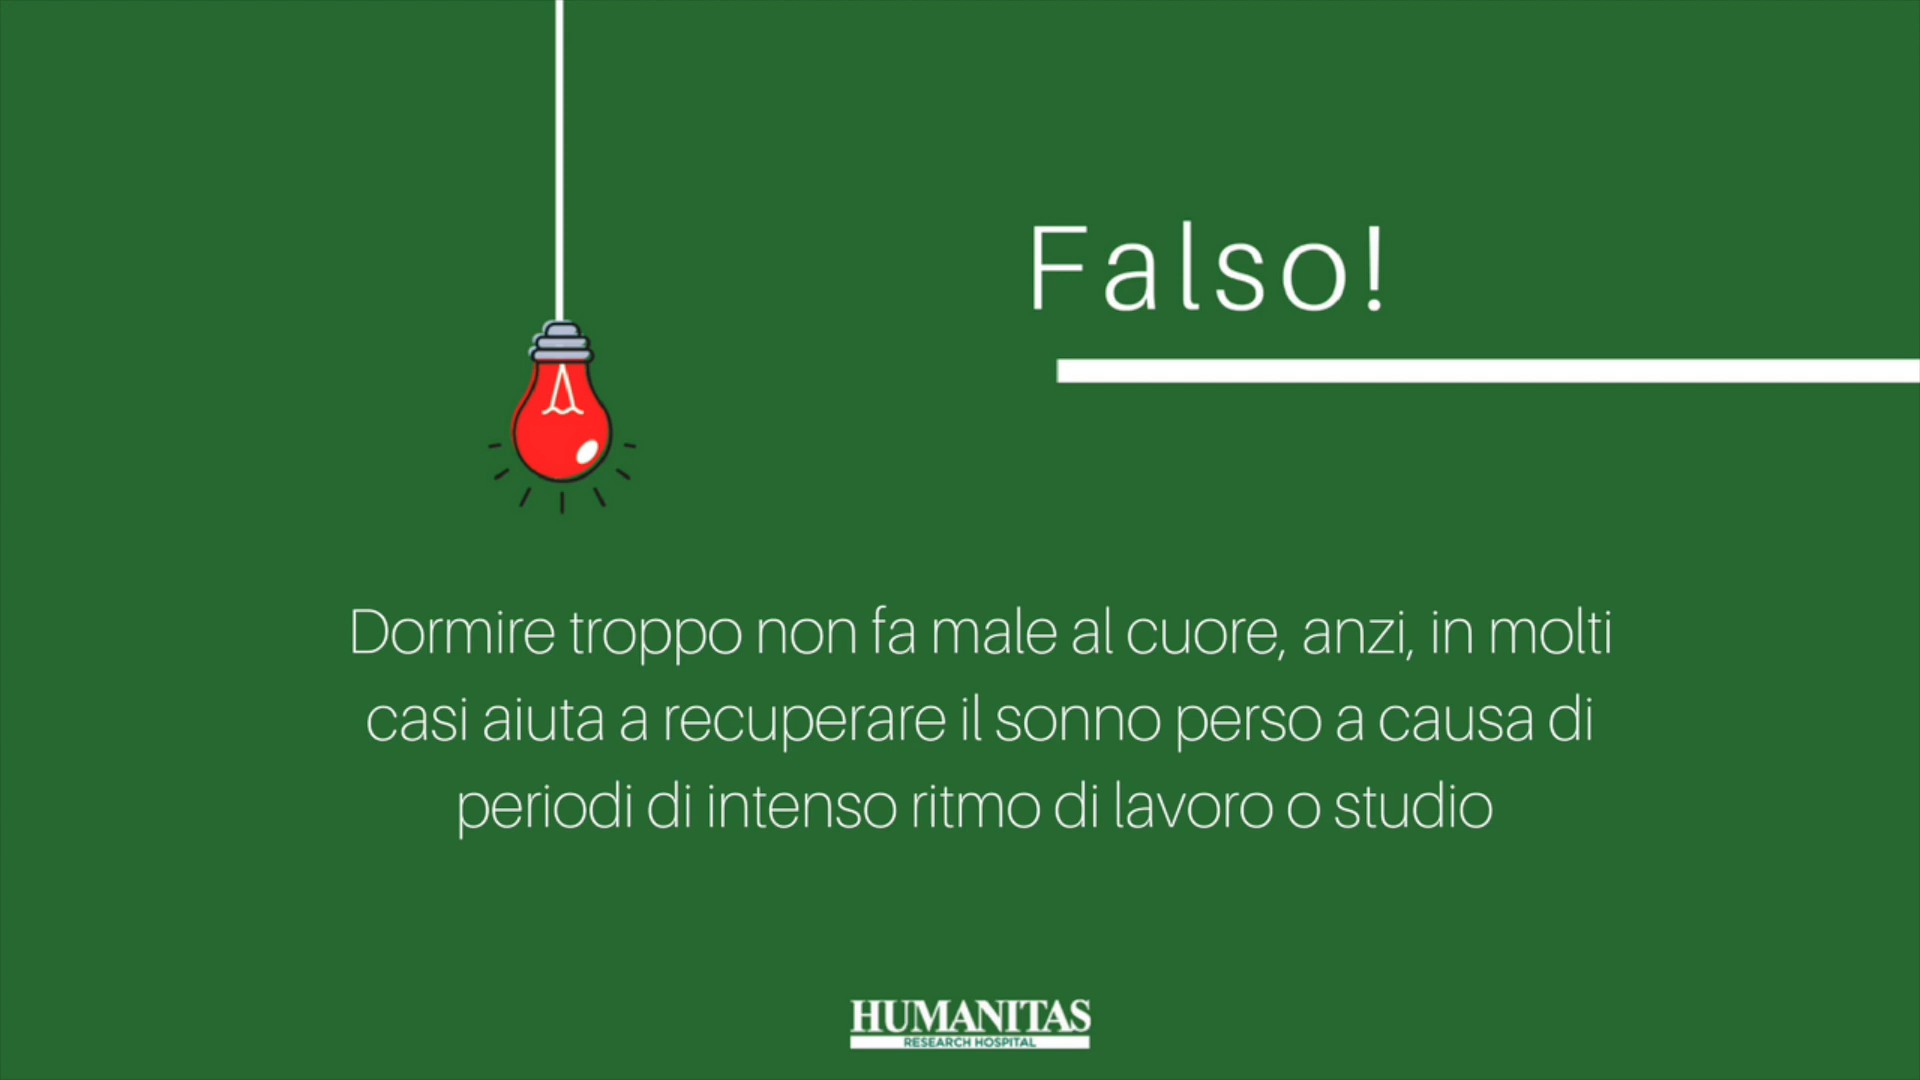 Falso!
Dormire troppo non fa male al cuore, anzi, in molti
casi aiuta a recuperare il sonno perso a causa di
periodi di intenso ritmo di lavoro o studio
HUMANITAS
RESEARCH HOSPITAL